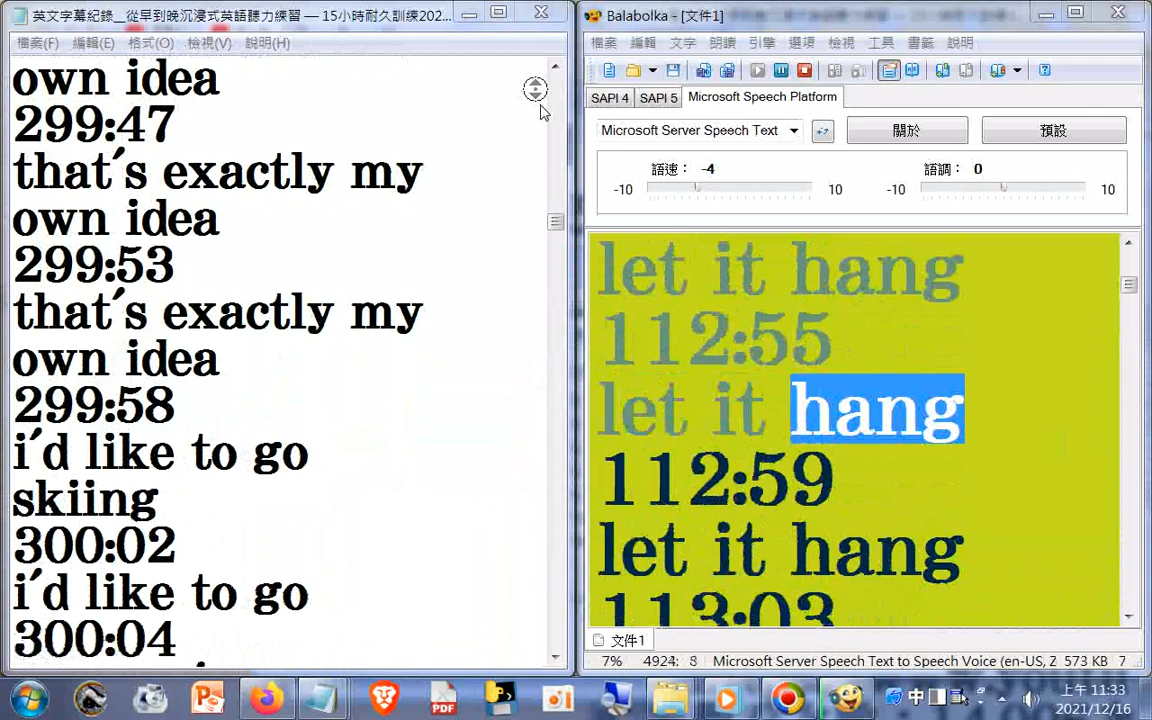 英文字幕紀錄__從早到晚沉浸式英語聽力練習 — 15小時耐久訓練202...
檔案(F) 編輯(E) 格式(O) 檢視(V) 說明(H)
own idea
299:47
that's exactly my
own idea
299:53
that's exactly my
own idea
299:58
i'd like to go
skiing
300:02
i'd like to go
300:04
Balabolka - [文件1]
檔案 編輯 文字 朗讀 引擎 選項 檢視 工具 書籤 說明
SAPI 4 SAPI 5 Microsoft Speech Platform
Microsoft Server Speech Text 關於 預設
語速： -4 語調： 0
-10 10 -10 10
let it hang
112:55
let it hang
112:59
let it hang
113:03
文件1
7% 4924: 8 Microsoft Server Speech Text to Speech Voice (en-US, Z 573 KB 7
PDF 中 上午 11:33
2021/12/16